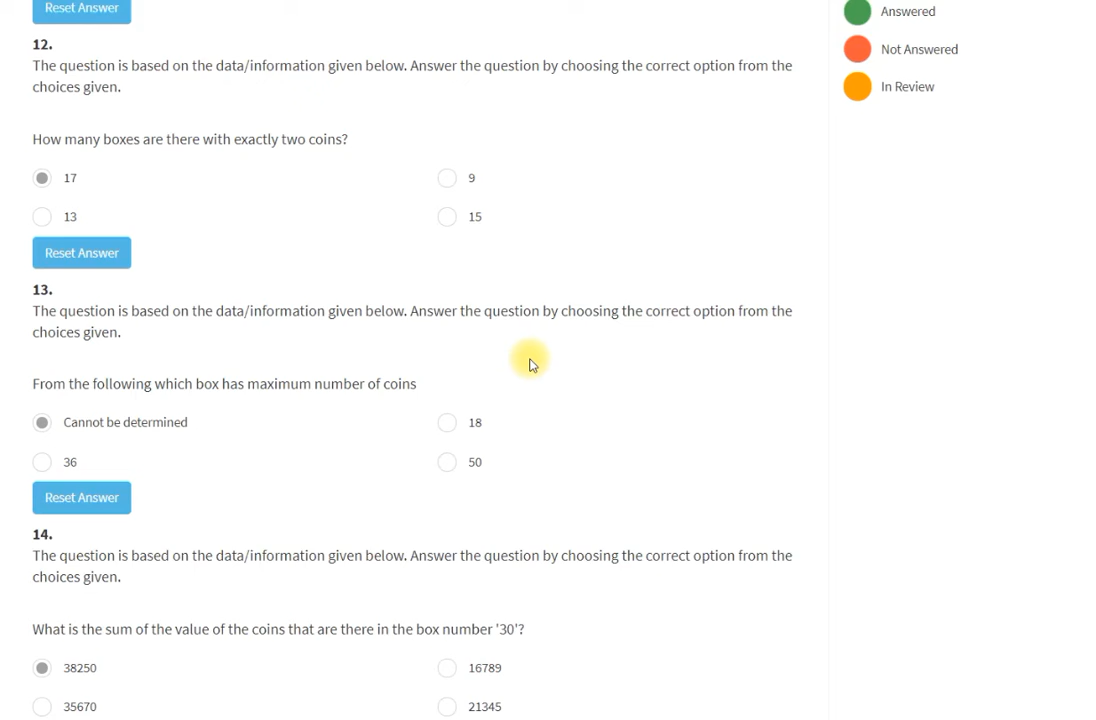 Reset Answer
12.
The question is based on the data/information given below. Answer the question by choosing the correct option from the
choices given.
How many boxes are there with exactly two coins?
17
9
13
15
Reset Answer
13.
The question is based on the data/information given below. Answer the question by choosing the correct option from the
choices given.
From the following which box has maximum number of coins
Cannot be determined
18
36
50
Reset Answer
14.
The question is based on the data/information given below. Answer the question by choosing the correct option from the
choices given.
What is the sum of the value of the coins that are there in the box number '30'?
38250
16789
35670
21345
Answered
Not Answered
In Review